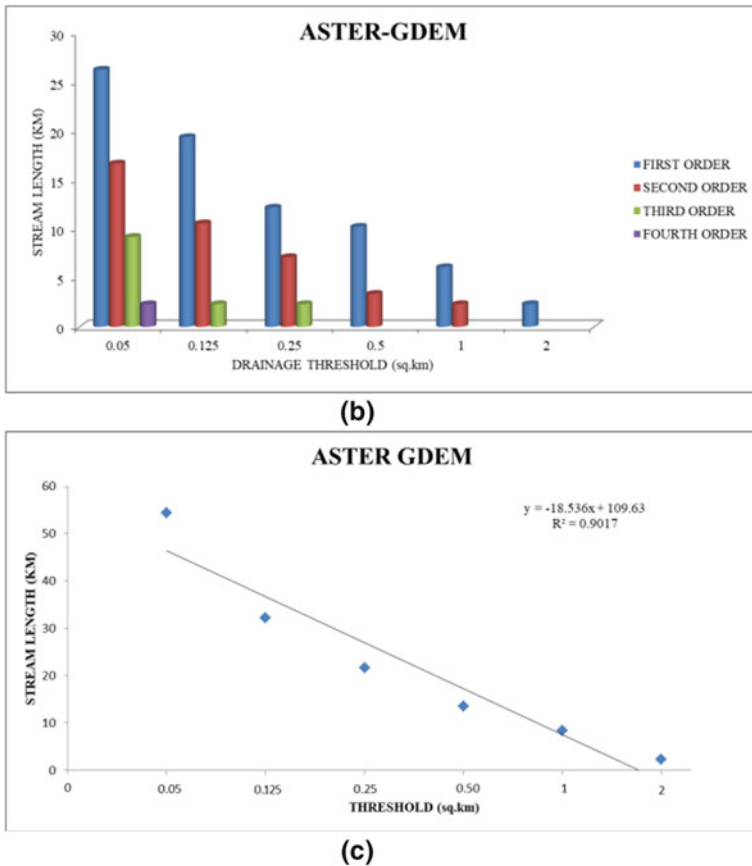 ASTER-GDEM
30
25
20
15
10
5
0
STREAM LENGTH (KM)
0.05 0.125 0.25 0.5 1 2
DRAINAGE THRESHOLD (sq.km)
FIRST ORDER
SECOND ORDER
THIRD ORDER
FOURTH ORDER
(b)
ASTER GDEM
60
50
40
30
20
10
0
STREAM LENGTH (KM)
y = -18.536x + 109.63
R² = 0.9017
0 0.05 0.125 0.25 0.50 1 2
THRESHOLD (sq.km)
(c)